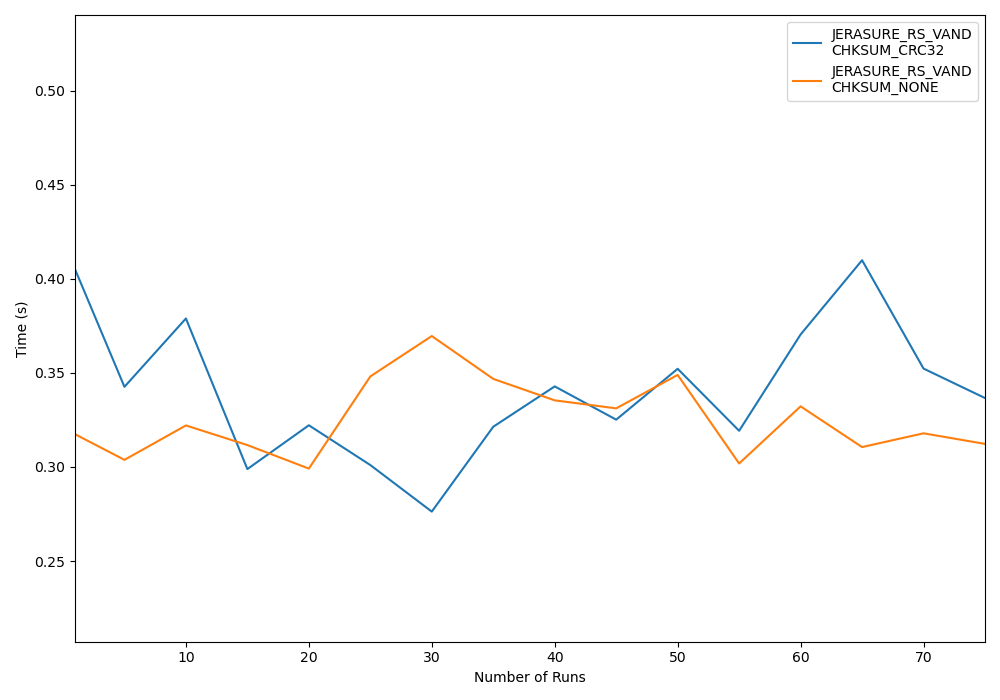 JERASURE_RS_VAND
CHKSUM_CRC32
JERASURE_RS_VAND
CHKSUM_NONE
0.50
0.45
0.40
0.35
0.30
0.25
Time (s)
10 20 30 40 50 60 70
Number of Runs